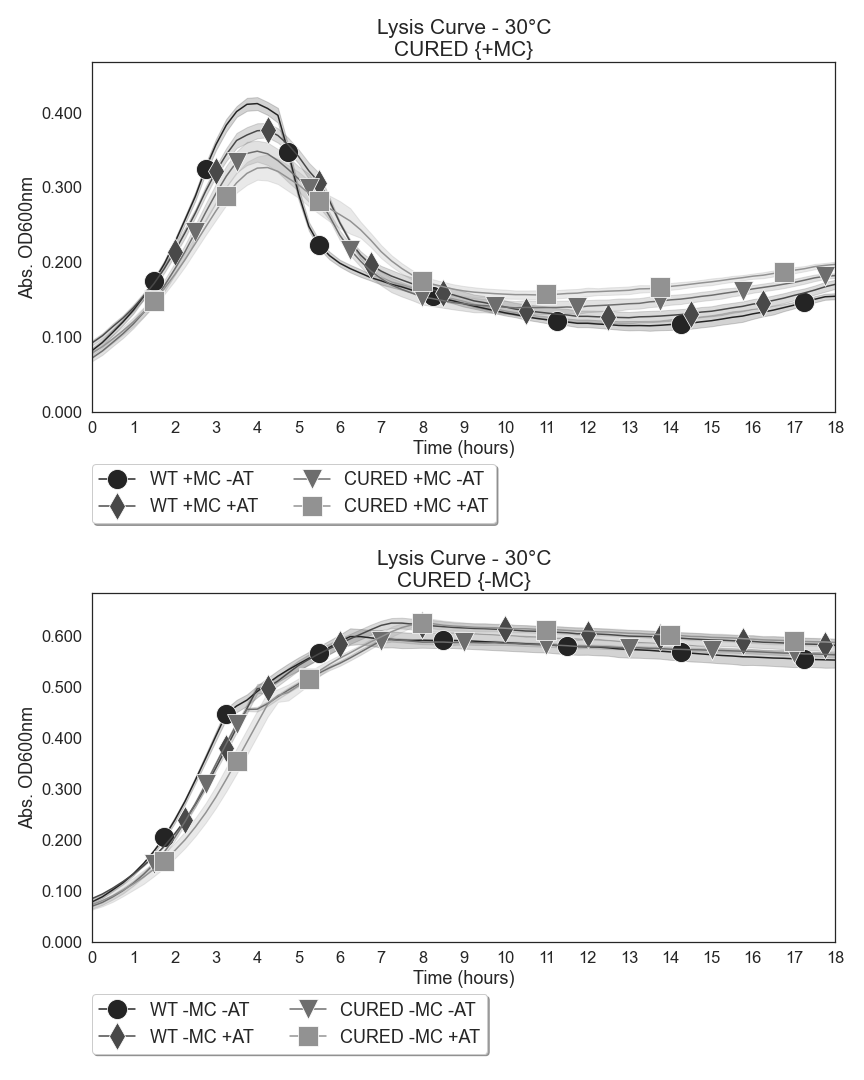 Lysis Curve - 30°C
CURED {+MC}
Abs. OD600nm
0.400
0.300
0.200
0.100
0.000
0 1 2 3 4 5 6 7 8 9 10 11 12 13 14 15 16 17 18
Time (hours)
WT +MC -AT CURED +MC -AT
WT +MC +AT CURED +MC +AT
Lysis Curve - 30°C
CURED {-MC}
Abs. OD600nm
0.600
0.500
0.400
0.300
0.200
0.100
0.000
0 1 2 3 4 5 6 7 8 9 10 11 12 13 14 15 16 17 18
Time (hours)
WT -MC -AT CURED -MC -AT
WT -MC +AT CURED -MC +AT